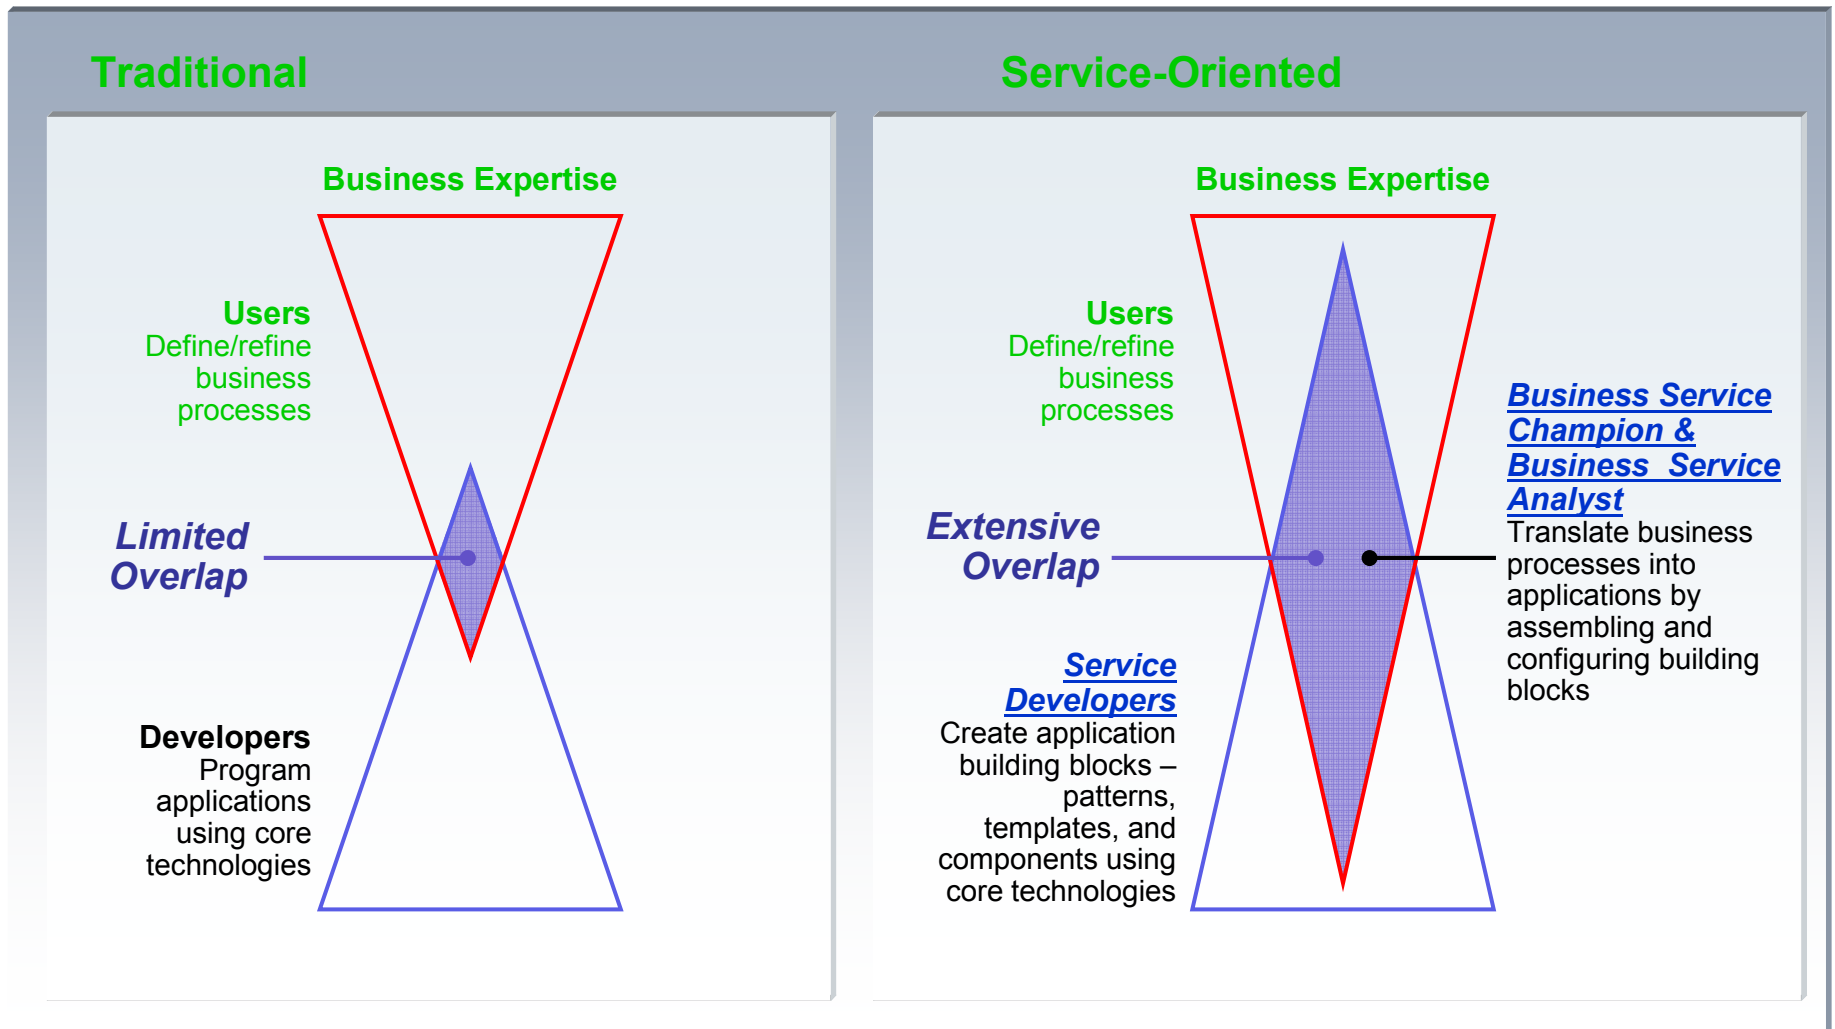 Traditional
Business Expertise
Users
Define/refine
business
processes
Limited
Overlap
Developers
Program
applications
using core
technologies
Service-Oriented
Business Expertise
Users
Define/refine
business
processes
Extensive
Overlap
Service
Developers
Create application
building blocks –
patterns,
templates, and
components using
core technologies
Business Service
Champion &
Business Service
Analyst
Translate business
processes into
applications by
assembling and
configuring building
blocks